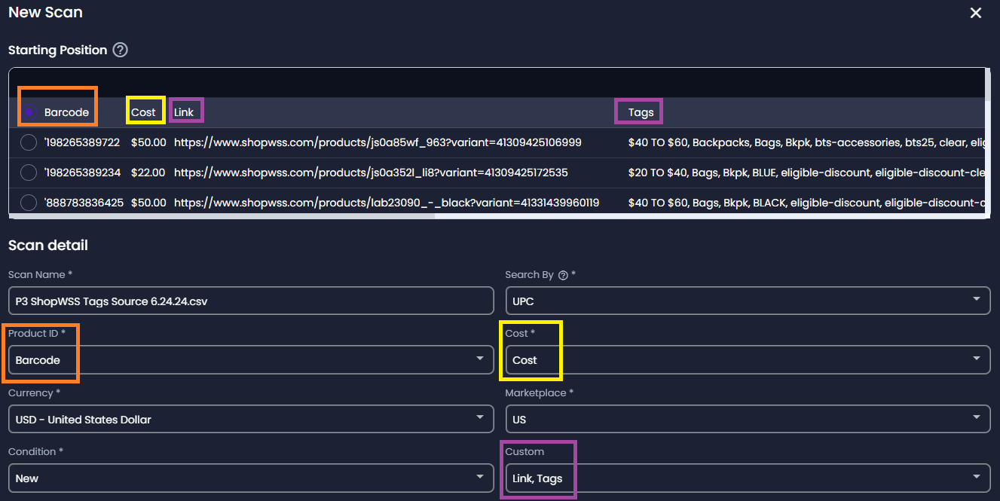 New Scan
Starting Position
Barcode Cost Link Tags
'198265389722 $50.00 https://www.shopwss.com/products/js0a85wf_963?variant=41309425106999 $40 TO $60, Backpacks, Bags, Bkpk, bts-accessories, bts25, clear, elig
'198265389234 $22.00 https://www.shopwss.com/products/js0a352l_li8?variant=41309425172535 $20 TO $40, Bags, Bkpk, BLUE, eligible-discount, eligible-discount-cle
'888783836425 $50.00 https://www.shopwss.com/products/lab23090_-_black?variant=41331439960119 $40 TO $60, Bags, Bkpk, BLACK, eligible-discount, eligible-discount-c
Scan detail
Scan Name * Search By ? *
P3 ShopWSS Tags Source 6.24.24.csv UPC
Product ID * Cost *
Barcode Cost
Currency * Marketplace *
USD - United States Dollar US
Condition * Custom
New Link, Tags